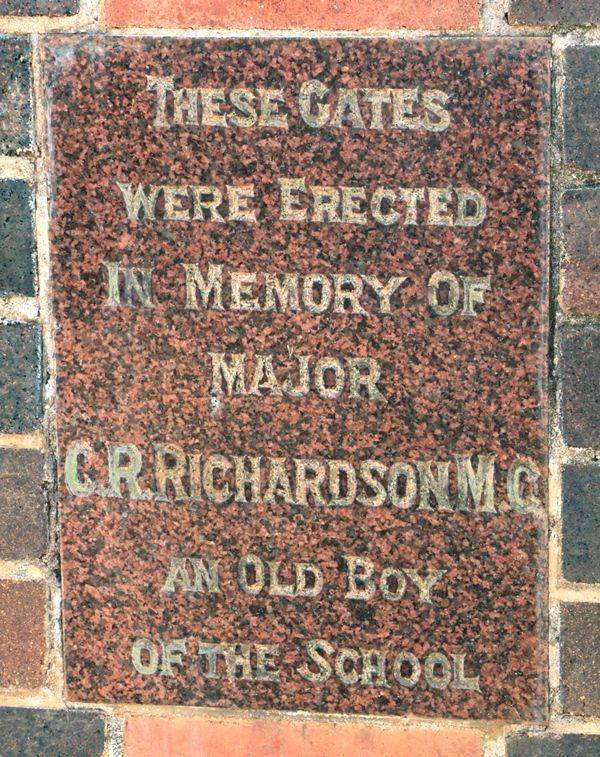 THESE GATES
WERE ERECTED
IN MEMORY OF
MAJOR
C.R. RICHARDSON M.C.
AN OLD BOY
OF THE SCHOOL